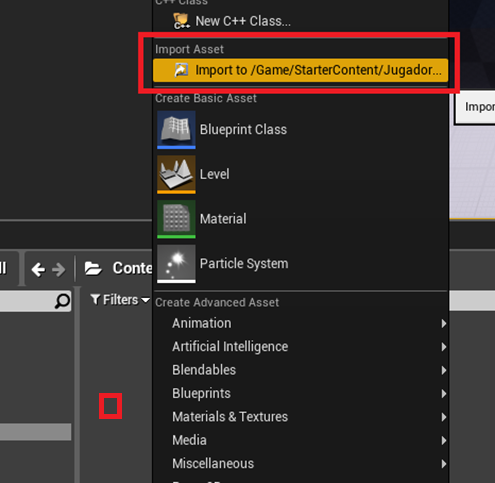 C++ Class
New C++ Class...
Import Asset
Import to /Game/StarterContent/Jugador...
Impor
Create Basic Asset
Blueprint Class
Level
Material
Particle System
Conte
Filters
Create Advanced Asset
Animation
Artificial Intelligence
Blendables
Blueprints
Materials & Textures
Media
Miscellaneous